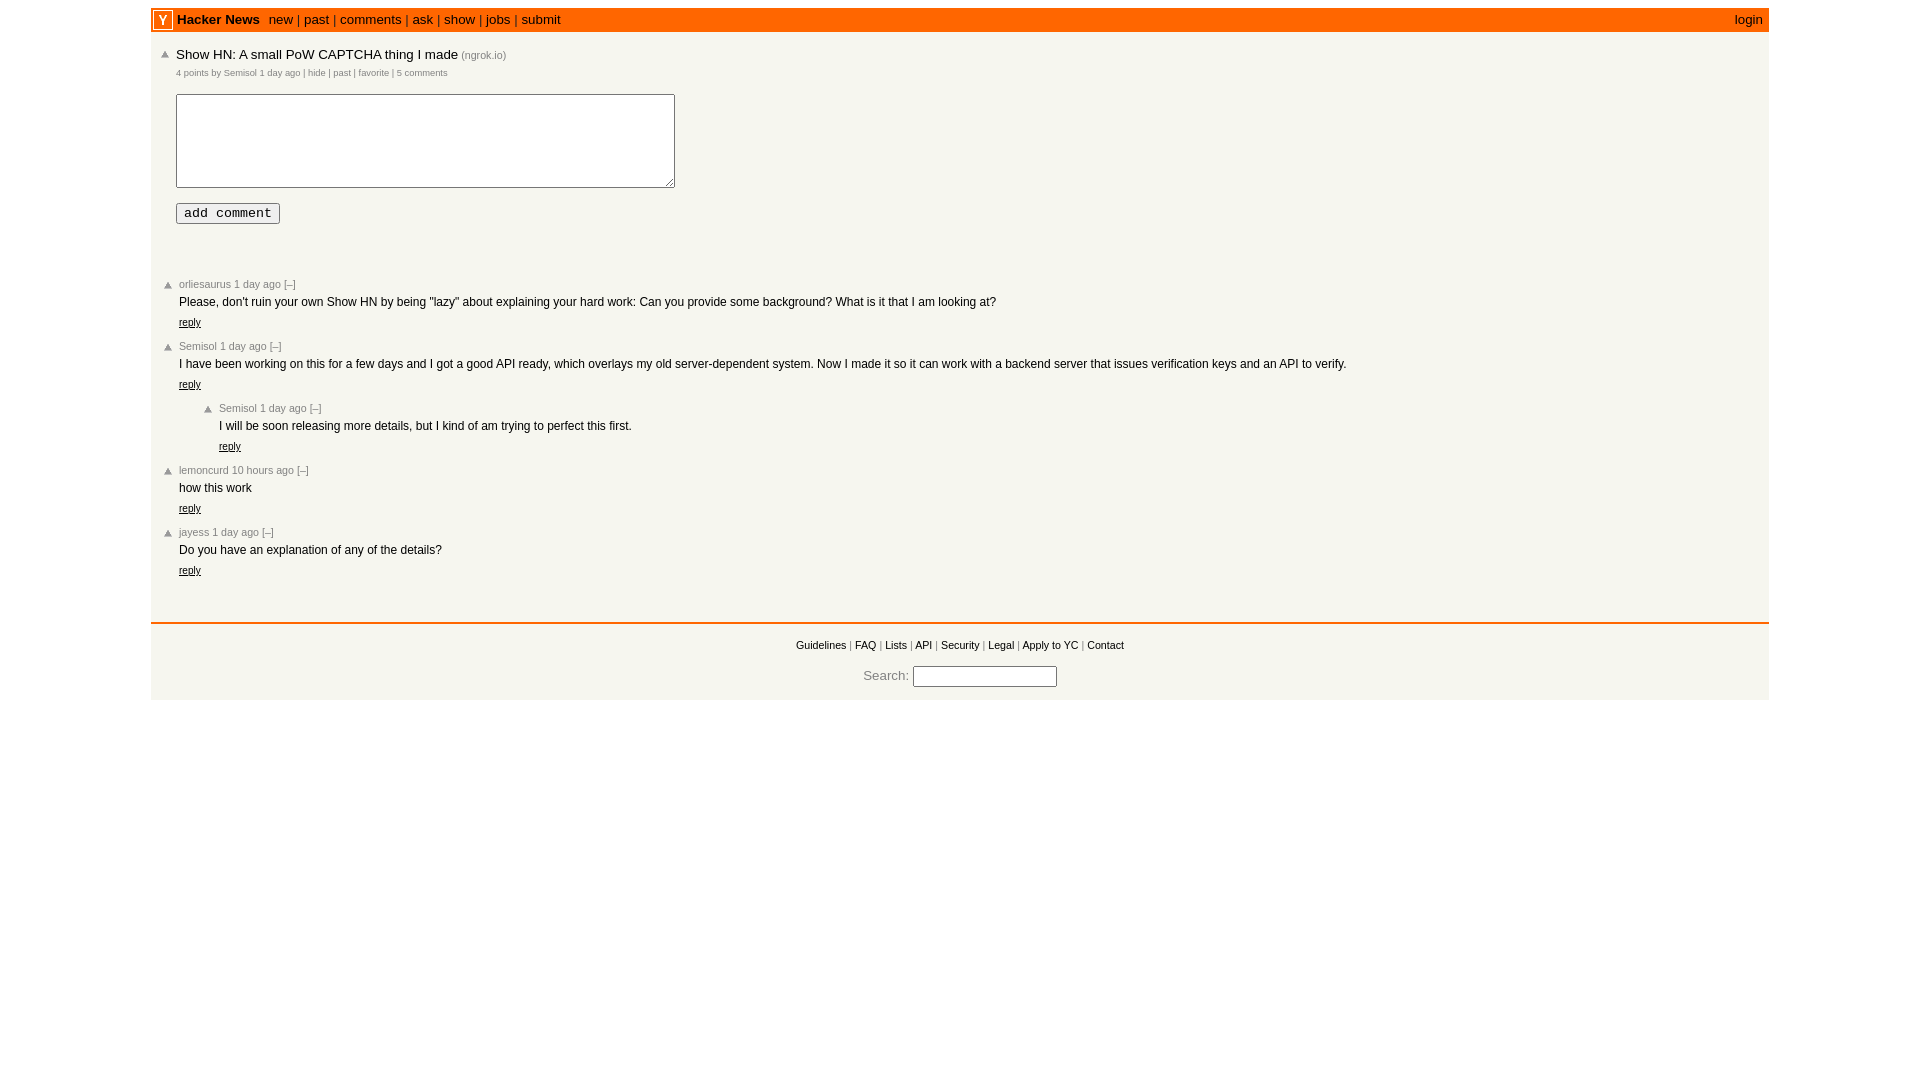 Y Hacker News new | past | comments | ask | show | jobs | submit login
Show HN: A small PoW CAPTCHA thing I made (ngrok.io)
4 points by Semisol 1 day ago | hide | past | favorite | 5 comments
add comment
orliesaurus 1 day ago [–]
Please, don't ruin your own Show HN by being "lazy" about explaining your hard work: Can you provide some background? What is it that I am looking at?
reply
Semisol 1 day ago [–]
I have been working on this for a few days and I got a good API ready, which overlays my old server-dependent system. Now I made it so it can work with a backend server that issues verification keys and an API to verify.
reply
Semisol 1 day ago [–]
I will be soon releasing more details, but I kind of am trying to perfect this first.
reply
lemoncurd 10 hours ago [–]
how this work
reply
jayess 1 day ago [–]
Do you have an explanation of any of the details?
reply
Guidelines | FAQ | Lists | API | Security | Legal | Apply to YC | Contact
Search: